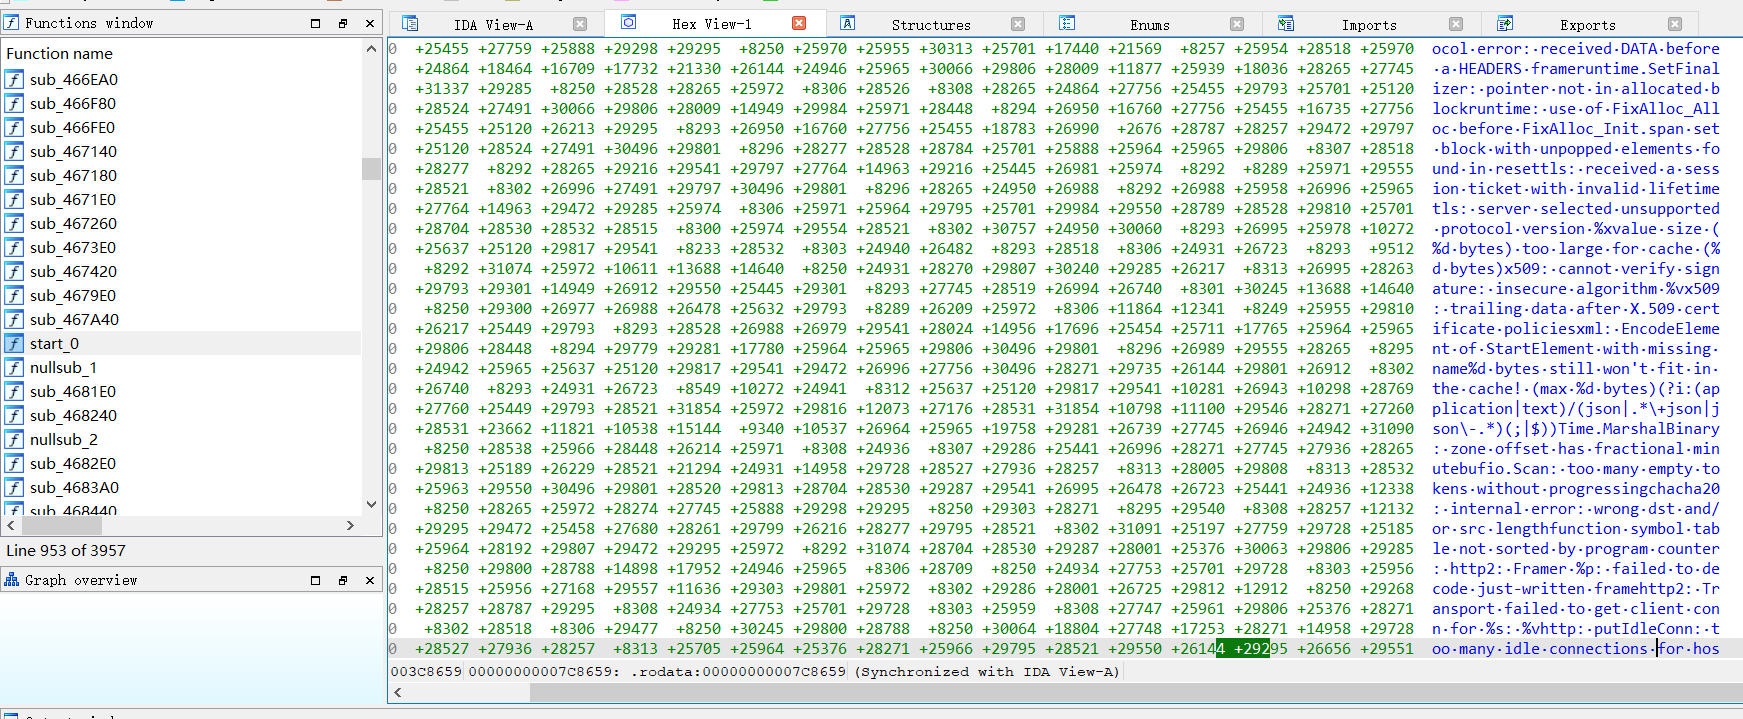 Functions window
Function name
sub_466EA0
sub_466F80
sub_466FE0
sub_467140
sub_467180
sub_4671E0
sub_467260
sub_4673E0
sub_467420
sub_4679E0
sub_467A40
start_0
nullsub_1
sub_4681E0
sub_468240
nullsub_2
sub_4682E0
sub_4683A0
sub_468440
Line 953 of 3957
Graph overview
IDA View-A Hex View-1 Structures Enums Imports Exports
0 +25455 +27759 +25888 +29298 +29295 +8250 +25970 +25955 +30313 +25701 +17440 +21569 +8257 +25954 +28518 +25970 ocol·error:·received·DATA·before
0 +24864 +18464 +16709 +17732 +21330 +26144 +24946 +25965 +30066 +29806 +28009 +11877 +25939 +18036 +28265 +27745 ·a·HEADERS·frameruntime.SetFinal
0 +31337 +29285 +8250 +28528 +28265 +25972 +8306 +28526 +8308 +28265 +24864 +27756 +25455 +29793 +25701 +25120 izer:·pointer·not·in·allocated·b
0 +28524 +27491 +30066 +29806 +28009 +14949 +29984 +25971 +28448 +8294 +26950 +16760 +27756 +25455 +16735 +27756 lockruntime:·use·of·FixAlloc_All
0 +25455 +25120 +26213 +29295 +8293 +26950 +16760 +27756 +25455 +18783 +26990 +2676 +28787 +28257 +29472 +29797 oc·before·FixAlloc_Init.span·set
0 +25120 +28524 +27491 +30496 +29801 +8296 +28277 +28528 +28784 +25701 +25888 +25964 +25965 +29806 +8307 +28518 ·block·with·unpopped·elements·fo
0 +28277 +8292 +28265 +29216 +29541 +29797 +27764 +14963 +29216 +25445 +26981 +25974 +8292 +8289 +25971 +29555 und·in·resettls:·received·a·sess
0 +28521 +8302 +26996 +27491 +29797 +30496 +29801 +8296 +28265 +24950 +26988 +8292 +26988 +25958 +26996 +25965 ion·ticket·with·invalid·lifetime
0 +27764 +14963 +29472 +29285 +25974 +8306 +25971 +25964 +29795 +25701 +29984 +29550 +28789 +28528 +29810 +25701 tls:·server·selected·unsupported
0 +28704 +28530 +28532 +28515 +8300 +25974 +29554 +28521 +8302 +30757 +24950 +30060 +8293 +26995 +25978 +10272 ·protocol·version·%xvalue·size·(
0 +25637 +25120 +29817 +29541 +8233 +28532 +8303 +24940 +26482 +8293 +28518 +8306 +24931 +26723 +8293 +9512 %d·bytes)·too·large·for·cache·(%
0 +8292 +31074 +25972 +10611 +13688 +14640 +8250 +24931 +28270 +29807 +30240 +29285 +26217 +8313 +26995 +28263 d·bytes)x509:·cannot·verify·sign
0 +29793 +29301 +14949 +26912 +29550 +25445 +29301 +8293 +27745 +28519 +26994 +26740 +8301 +30245 +13688 +14640 ature:·insecure·algorithm·%vx509
0 +8250 +29300 +26977 +26988 +26478 +25632 +29793 +8289 +26209 +25972 +8306 +11864 +12341 +8249 +25955 +29810 :·trailing·data·after·X.509·cert
0 +26217 +25449 +29793 +8293 +28528 +26988 +26979 +29541 +28024 +14956 +17696 +25454 +25711 +17765 +25964 +25965 ificate·policiesxml:·EncodeEleme
0 +29806 +28448 +8294 +29779 +29281 +17780 +25964 +25965 +29806 +30496 +29801 +8296 +26989 +29555 +28265 +8295 nt·of·StartElement·with·missing·
0 +24942 +25965 +25637 +25120 +29817 +29541 +29472 +26996 +27756 +30496 +28271 +29735 +26144 +29801 +26912 +8302 name%d·bytes·still·won't·fit·in·
0 +26740 +8293 +24931 +26723 +8549 +10272 +24941 +8312 +25637 +25120 +29817 +29541 +10281 +26943 +10298 +28769 the·cache!·(max·%d·bytes)(?i:(ap
0 +27760 +25449 +29793 +28521 +31854 +25972 +29816 +12073 +27176 +28531 +31854 +10798 +11100 +29546 +28271 +27260 plication|text)/(json|.*\+json|j
0 +28531 +23662 +11821 +10538 +15144 +9340 +10537 +26964 +25965 +19758 +29281 +26739 +27745 +26946 +24942 +31090 son\-.*)(;|$))Time.MarshalBinary
0 +8250 +28538 +25966 +28448 +26214 +25971 +8308 +24936 +8307 +29286 +25441 +26996 +28271 +27745 +27936 +28265 :·zone·offset·has·fractional·min
0 +29813 +25189 +26229 +28521 +21294 +24931 +14958 +29728 +28527 +27936 +28257 +8313 +28005 +29808 +8313 +28532 utebufio.Scan:·too·many·empty·to
0 +25963 +29550 +30496 +29801 +28520 +29813 +28704 +28530 +29287 +29541 +26995 +26478 +26723 +25441 +24936 +12338 kens·without·progressingchacha20
0 +8250 +28265 +25972 +28274 +27745 +25888 +29298 +29295 +8250 +29303 +28271 +8295 +29540 +8308 +28257 +12132 :·internal·error:·wrong·dst·and/
0 +29295 +29472 +25458 +27680 +28261 +29799 +26216 +28277 +29795 +28521 +8302 +31091 +25197 +27759 +29728 +25185 or·src·lengthfunction·symbol·tab
0 +25964 +28192 +29807 +29472 +29295 +25972 +8292 +31074 +28704 +28530 +29287 +28001 +25376 +30063 +29806 +29285 le·not·sorted·by·program·counter
0 +8250 +29800 +28788 +14898 +17952 +24946 +25965 +8306 +28709 +8250 +24934 +27753 +25701 +29728 +8303 +25956 :·http2:·Framer·%p:·failed·to·de
0 +28515 +25956 +27168 +29557 +11636 +29303 +29801 +25972 +8302 +29286 +28001 +26725 +29812 +12912 +8250 +29268 code·just-written·framehttp2:·Tr
0 +28257 +28787 +29295 +8308 +24934 +27753 +25701 +29728 +8303 +25959 +8308 +27747 +25961 +29806 +25376 +28271 ansport·failed·to·get·client·con
0 +8302 +28518 +8306 +29477 +8250 +30245 +29800 +28788 +8250 +30064 +18804 +27748 +17253 +28271 +14958 +29728 n·for·%s:·%vhttp:·putIdleConn:·t
0 +28527 +27936 +28257 +8313 +25705 +25964 +25376 +28271 +25966 +29795 +28521 +29550 +26144 +29295 +26656 +29551 oo·many·idle·connections·for·hos
003C8659 00000000007C8659: .rodata:00000000007C8659 (Synchronized with IDA View-A)